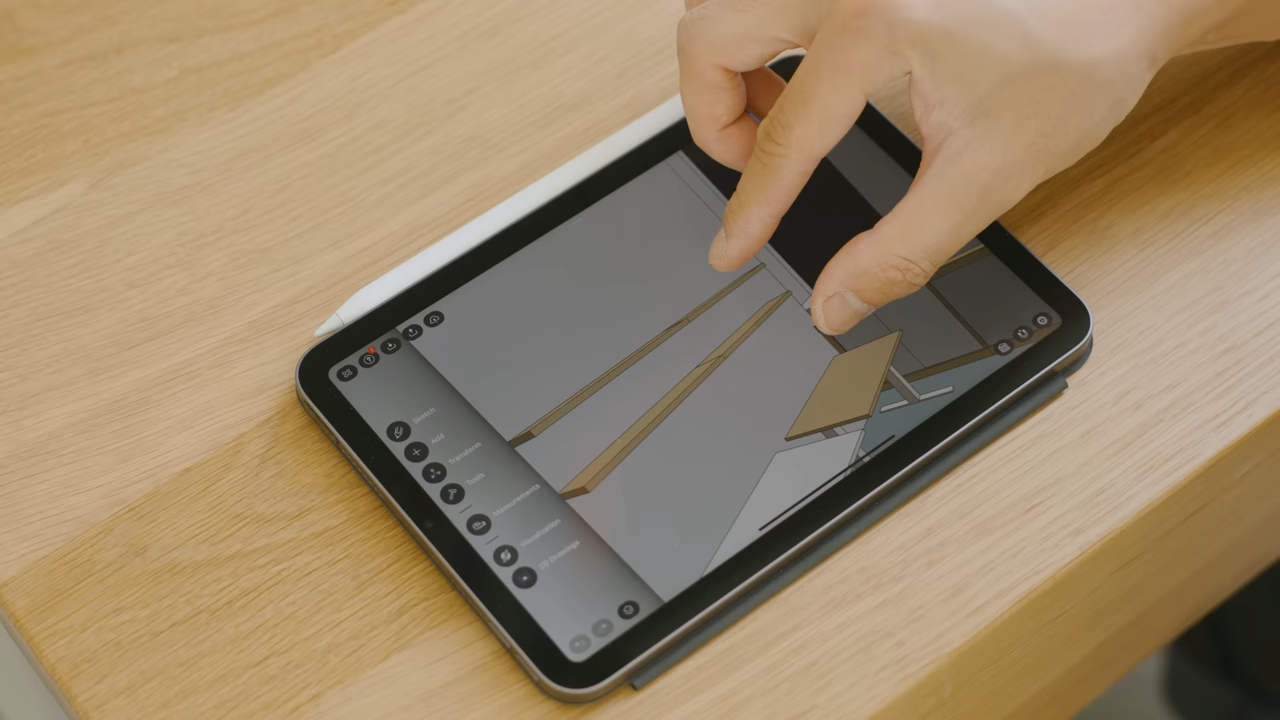 Sketch
Add
Transform
Tools
Measurements
Visualization
2D Drawings